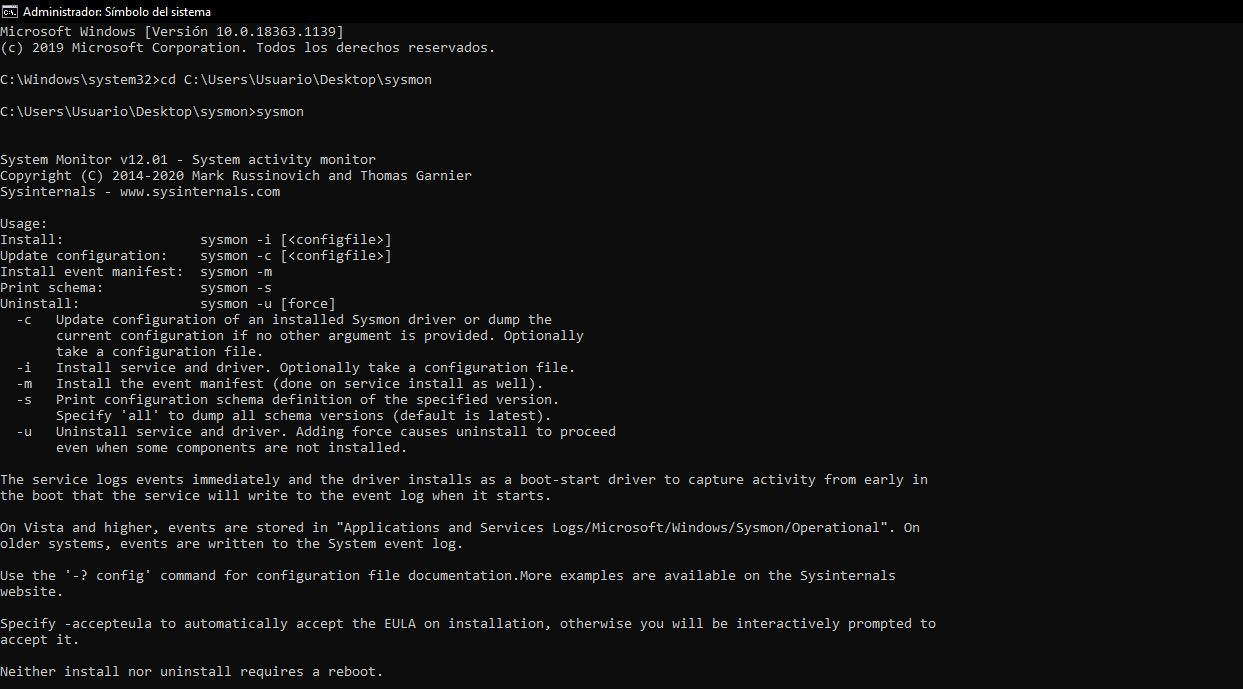 Administrador: Símbolo del sistema
Microsoft Windows [Versión 10.0.18363.1139]
(c) 2019 Microsoft Corporation. Todos los derechos reservados.
C:\Windows\system32>cd C:\Users\Usuario\Desktop\sysmon
C:\Users\Usuario\Desktop\sysmon>sysmon
System Monitor v12.01 - System activity monitor
Copyright (C) 2014-2020 Mark Russinovich and Thomas Garnier
Sysinternals - www.sysinternals.com
Usage:
Install:                 sysmon -i [<configfile>]
Update configuration:    sysmon -c [<configfile>]
Install event manifest:  sysmon -m
Print schema:            sysmon -s
Uninstall:               sysmon -u [force]
  -c   Update configuration of an installed Sysmon driver or dump the
       current configuration if no other argument is provided. Optionally
       take a configuration file.
  -i   Install service and driver. Optionally take a configuration file.
  -m   Install the event manifest (done on service install as well).
  -s   Print configuration schema definition of the specified version.
       Specify 'all' to dump all schema versions (default is latest).
  -u   Uninstall service and driver. Adding force causes uninstall to proceed
       even when some components are not installed.
The service logs events immediately and the driver installs as a boot-start driver to capture activity from early in
the boot that the service will write to the event log when it starts.
On Vista and higher, events are stored in "Applications and Services Logs/Microsoft/Windows/Sysmon/Operational". On
older systems, events are written to the System event log.
Use the '-? config' command for configuration file documentation.More examples are available on the Sysinternals
website.
Specify -accepteula to automatically accept the EULA on installation, otherwise you will be interactively prompted to
accept it.
Neither install nor uninstall requires a reboot.